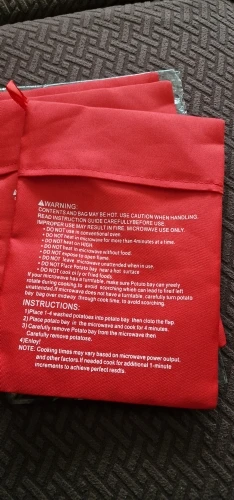 ⚠WARNING:
CONTENTS AND BAG MAY BE HOT. USE CAUTION WHEN HANDLING.
READ INSTRUCTION GUIDE CAREFULLYBEFORE USE.
IMPROPER USE MAY RESULT IN FIRE. MICROWAVE USE ONLY.
• DO NOT use in conventional oven.
• DO NOT heat in microwave for more than 4minutes at a time.
• DO NOT heat on HIGH.
• DO NOT heat in microwave without food.
• DO NOT expose to open flames.
• DO NOT leave microwave unattended when in use.
• DO NOT Place Potato bay near a hot surface
• DO NOT cook oily or fried foods.
If your microwave has a turntable, make sure Potato bay can freely
rotate during cooking to avoid scorching which can lead to fire if left
unattended.If microwave does not have a turntable, carefully turn potato
bay bag over midway through cook time, to avoid scorching.
INSTRUCTIONS:
1)Place 1-4 washed potatoes into potato bay then close the flap.
2) Place potato bay in the microwave and cook for 4 minutes.
3) Carefully remove Potato bay from the microwave then
Carefully remove potatose.
4)Enjoy!
NOTE: Cooking times may vary based on microwave power output,
and other factors.If needed cook for additional 1-minute
increments to achieve perfect resdts.